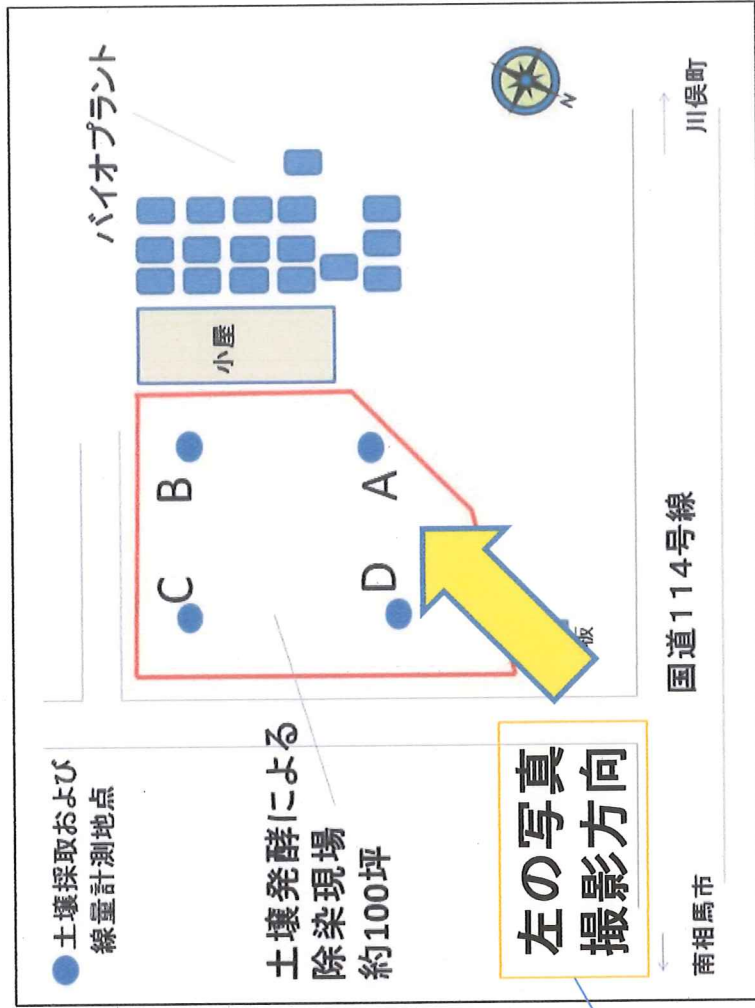 ● 土壌採取および
線量計測地点
バイオプラント
小屋
B
C
A
D
土壌発酵による
除染現場
約100坪
左の写真
撮影方向
板
国道114号線
南相馬市
川俣町
N